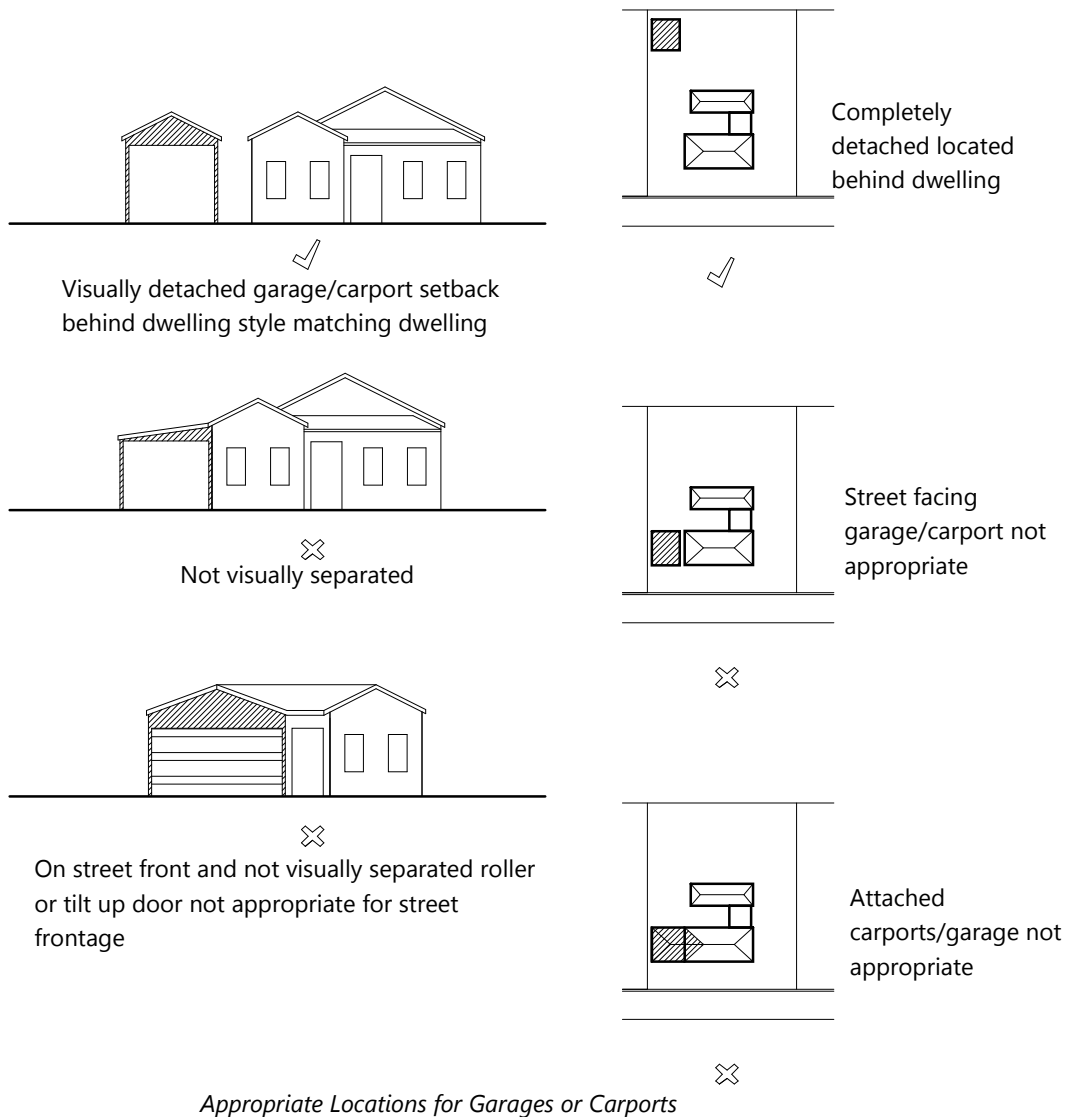 Completely
detached located
behind dwelling
Visually detached garage/carport setback
behind dwelling style matching dwelling
Not visually separated
Street facing
garage/carport not
appropriate
On street front and not visually separated roller
or tilt up door not appropriate for street
frontage
Attached
carports/garage not
appropriate
Appropriate Locations for Garages or Carports